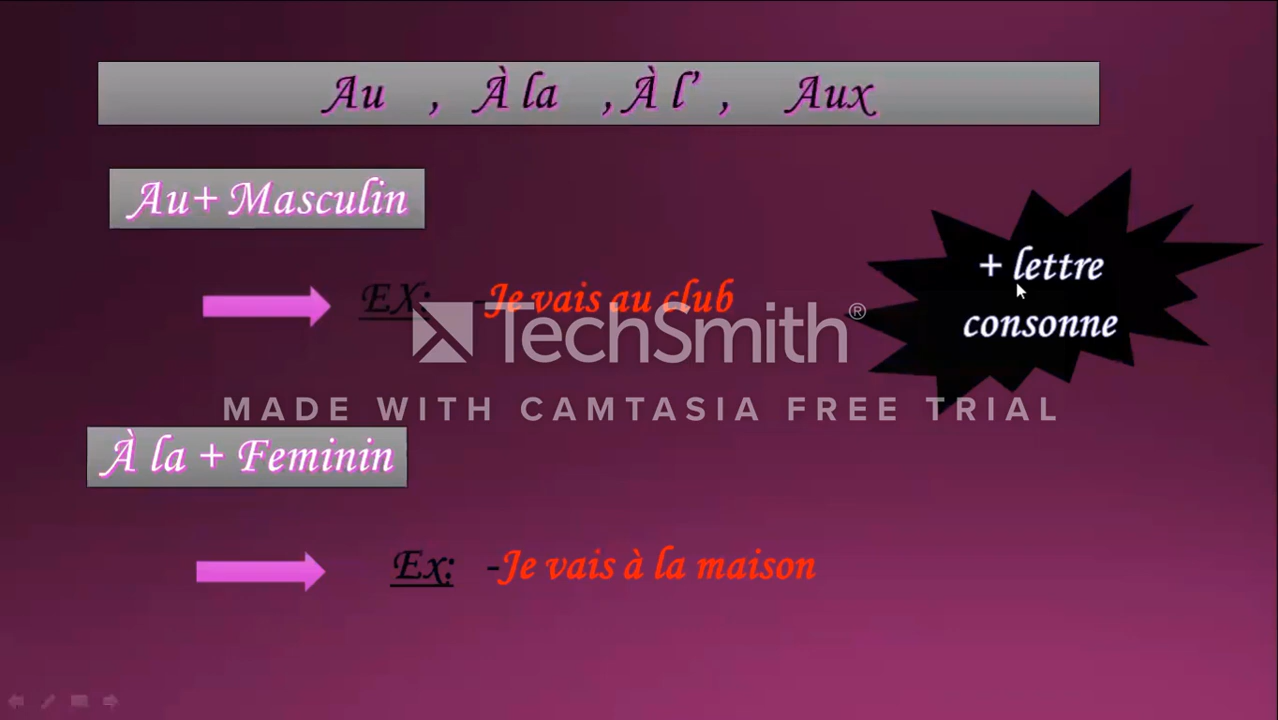 Au , À la , À l' , Aux
Au+ Masculin
+ lettre
consonne
EX: -Je vais au club
TechSmith®
MADE WITH CAMTASIA FREE TRIAL
À la + Feminin
Ex: -Je vais à la maison